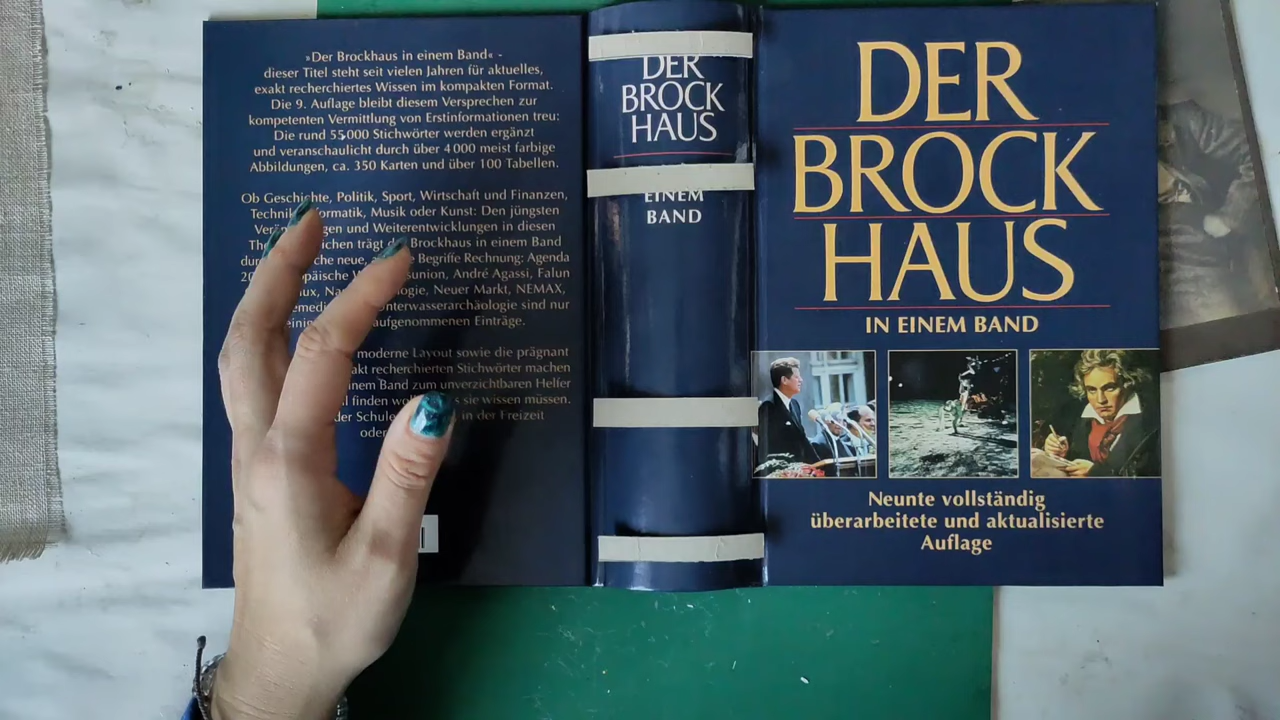 »Der Brockhaus in einem Band« -
dieser Titel steht seit vielen Jahren für aktuelles,
exakt recherchiertes Wissen im kompakten Format.
Die 9. Auflage bleibt diesem Versprechen zur
kompetenten Vermittlung von Erstinformationen treu:
Die rund 55000 Stichwörter werden ergänzt
und veranschaulicht durch über 4000 meist farbige
Abbildungen, ca. 350 Karten und über 100 Tabellen.
Ob Geschichte, Politik, Sport, Wirtschaft und Finanzen,
Musik oder Kunst: Den jüngsten
und Weiterentwicklungen in diesen
trägt Brockhaus in einem Band
Begriffe Rechnung: Agenda
André Agassi, Falun
Neuer Markt, NEMAX,
Unterwasserarchäologie sind nur
aufgenommenen Einträge.
moderne Layout sowie die prägnant
recherchierten Stichwörter machen
Band zum unverzichtbaren Helfer
finden sie wissen müssen.
in der Freizeit
oder
DER
BROCK
HAUS
EINEM
BAND
DER
BROCK
HAUS
IN EINEM BAND
Neunte vollständig
überarbeitete und aktualisierte
Auflage